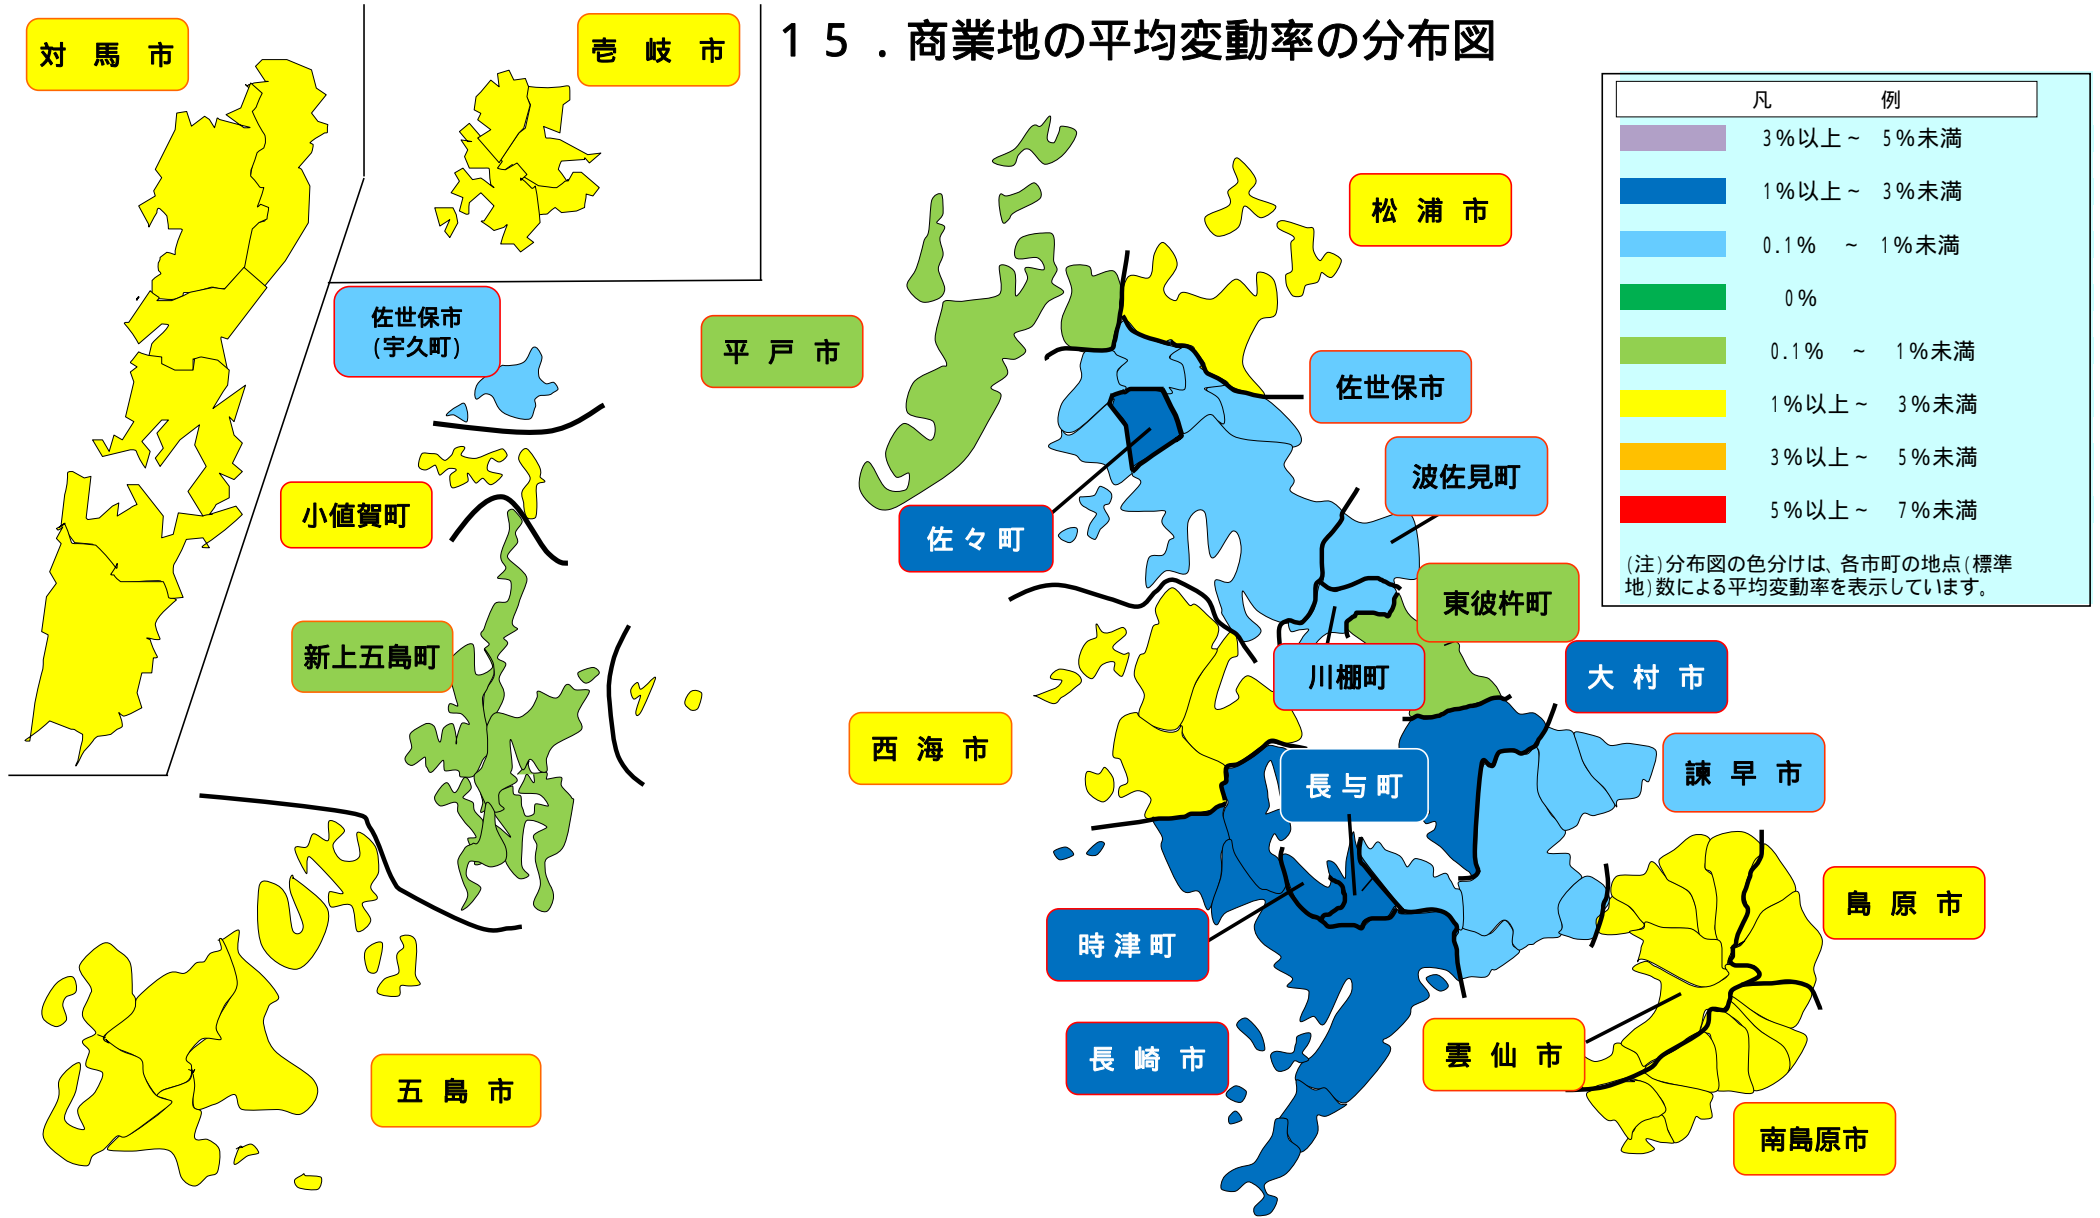 15.商業地の平均変動率の分布図
対馬市
壱岐市
凡例
3%以上~ 5%未満
1%以上~ 3%未満
0.1% ~ 1%未満
0%
0.1% ~ 1%未満
1%以上~ 3%未満
3%以上~ 5%未満
5%以上~ 7%未満
(注)分布図の色分けは、各市町の地点(標準
地)数による平均変動率を表示しています。
松浦市
佐世保市
(宇久町)
平戸市
佐世保市
波佐見町
小値賀町
佐々町
東彼杵町
新上五島町
川棚町
大村市
西海市
長与町
諫早市
島原市
時津町
長崎市
雲仙市
五島市
南島原市